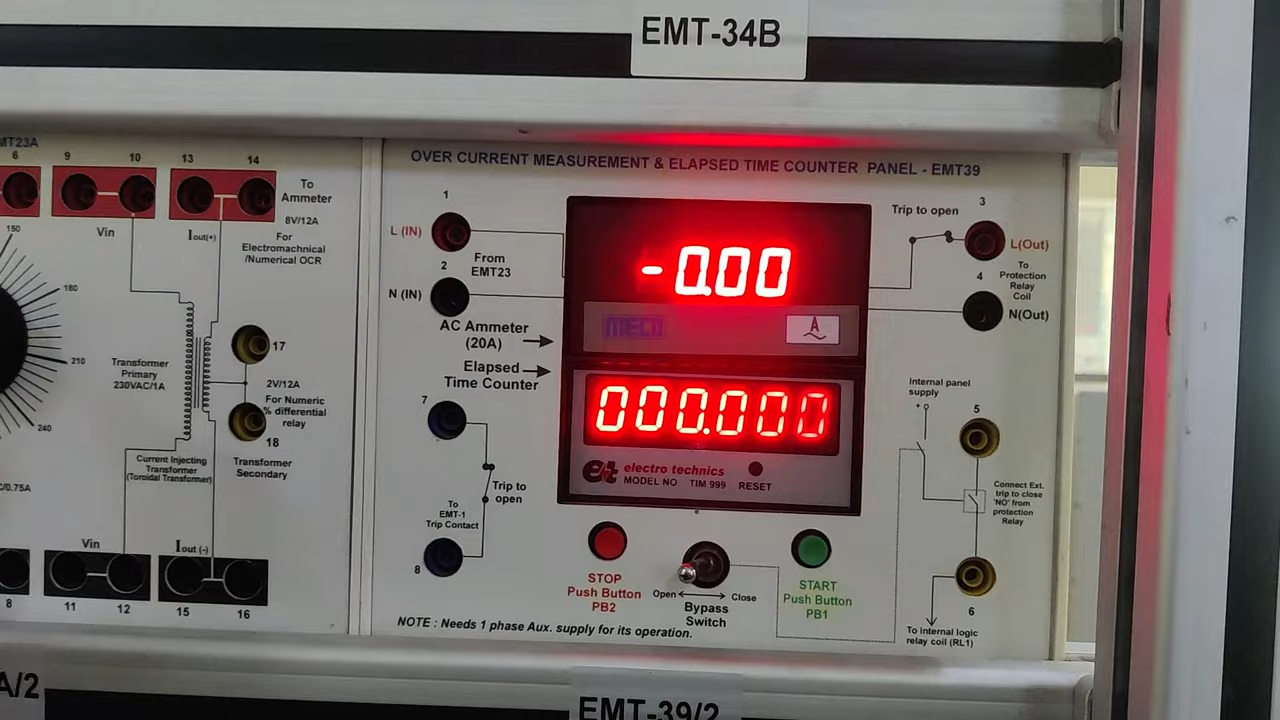 EMT-34B
MT23A
6
9
10
13
14
To
Ammeter
8V/12A
For
Electromachnical
/Numerical OCR
Vin
Iout(+)
150
180
210
240
Transformer
Primary
230VAC/1A
17
2V/12A
For Numeric
% differential
relay
18
Transformer
Secondary
Current Injecting
Transformer
(Toroidal Transformer)
C/0.75A
Vin
Iout (-)
8
11
12
15
16
OVER CURRENT MEASUREMENT & ELAPSED TIME COUNTER PANEL - EMT39
1
L (IN)
2
From
EMT23
N (IN)
AC Ammeter
(20A)
Elapsed
Time Counter
7
Trip to
open
To
EMT-1
Trip Contact
8
-0.00
MECO
A
000.000
et electro technics
MODEL NO TIM 999 RESET
STOP
Push Button
PB2
Open
Close
Bypass
Switch
START
Push Button
PB1
NOTE : Needs 1 phase Aux. supply for its operation.
Trip to open
3
L(Out)
To
Protection
Relay
Coil
4
N(Out)
Internal panel
supply
+
5
Connect Ext.
trip to close
'NO' from
protection
Relay
6
To internal logic
relay coil (RL1)
A/2
EMT-39/2